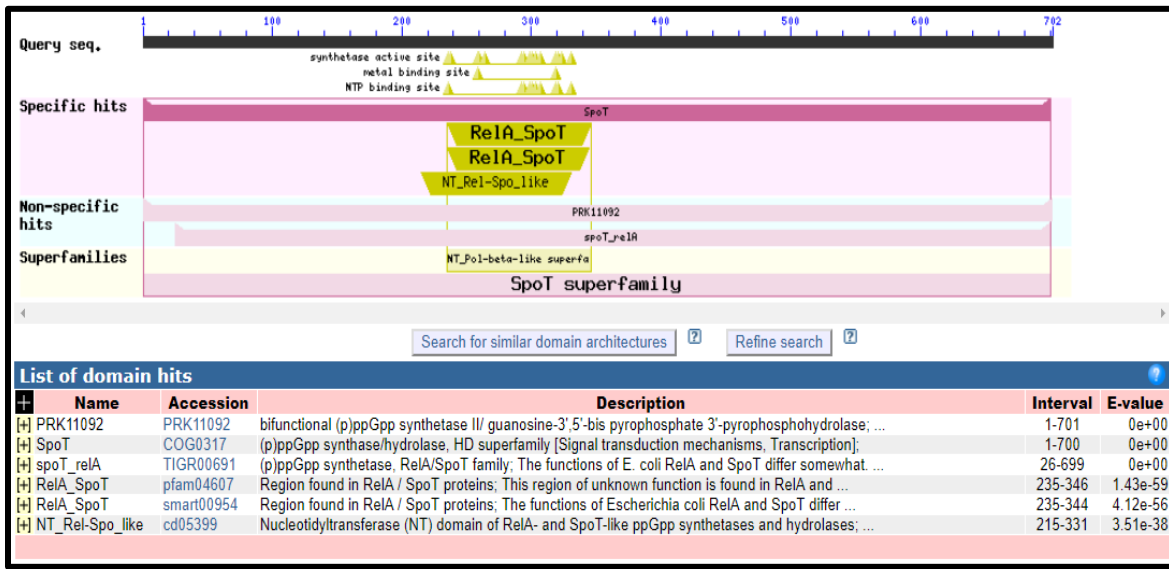 1 100 200 300 400 500 600 702
Query seq.
synthetase active site
metal binding site
NTP binding site
Specific hits
SpoT
RelA_SpoT
RelA_SpoT
NT_Rel-Spo_like
Non-specific
hits
PRK11092
spoT_relA
Superfamilies
NT_Pol-beta-like superfa
SpoT superfamily
Search for similar domain architectures ? Refine search ?
List of domain hits ?
+ Name Accession Description Interval E-value
[+] PRK11092 PRK11092 bifunctional (p)ppGpp synthetase II/ guanosine-3',5'-bis pyrophosphate 3'-pyrophosphohydrolase; ... 1-701 0e+00
[+] SpoT COG0317 (p)ppGpp synthase/hydrolase, HD superfamily [Signal transduction mechanisms, Transcription]; 1-700 0e+00
[+] spoT_relA TIGR00691 (p)ppGpp synthetase, RelA/SpoT family; The functions of E. coli RelA and SpoT differ somewhat. ... 26-699 0e+00
[+] RelA_SpoT pfam04607 Region found in RelA / SpoT proteins; This region of unknown function is found in RelA and ... 235-346 1.43e-59
[+] RelA_SpoT smart00954 Region found in RelA / SpoT proteins; The functions of Escherichia coli RelA and SpoT differ ... 235-344 4.12e-56
[+] NT_Rel-Spo_like cd05399 Nucleotidyltransferase (NT) domain of RelA- and SpoT-like ppGpp synthetases and hydrolases; ... 215-331 3.51e-38